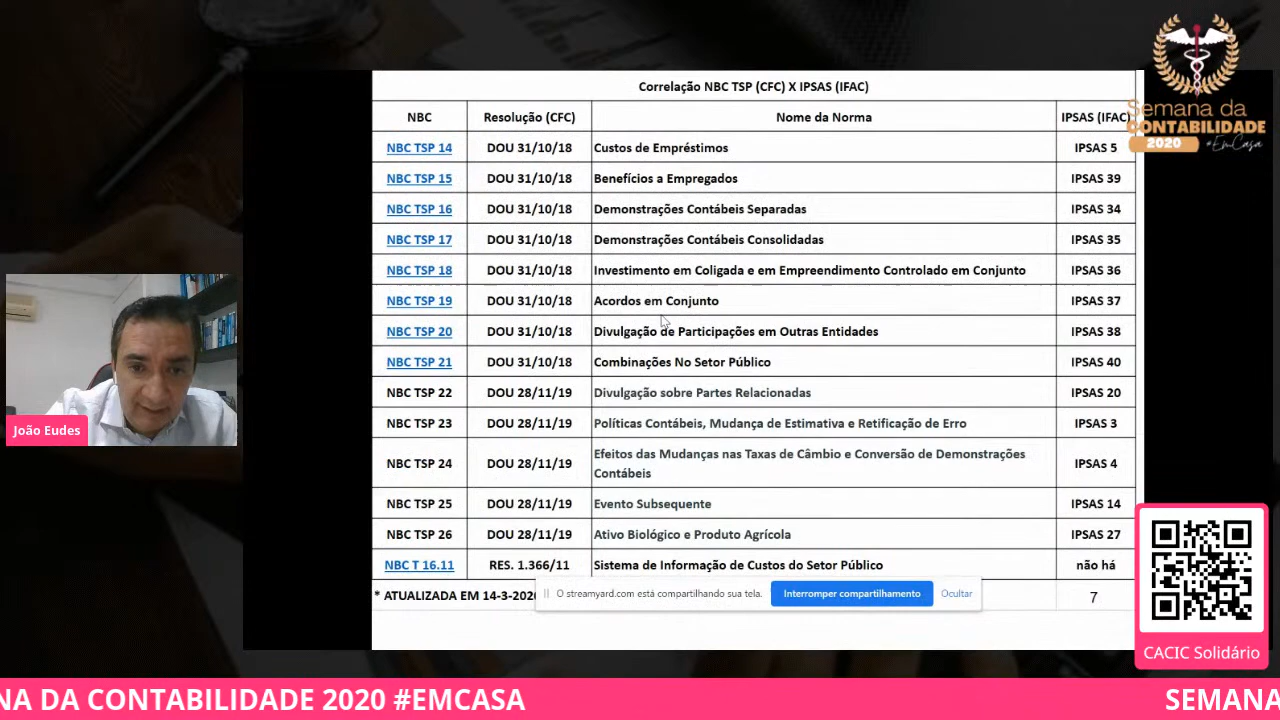 Semana da
CONTABILIDADE
2020 #EmCasa
Correlação NBC TSP (CFC) X IPSAS (IFAC)
NBC Resolução (CFC) Nome da Norma IPSAS (IFAC)
NBC TSP 14 DOU 31/10/18 Custos de Empréstimos IPSAS 5
NBC TSP 15 DOU 31/10/18 Benefícios a Empregados IPSAS 39
NBC TSP 16 DOU 31/10/18 Demonstrações Contábeis Separadas IPSAS 34
NBC TSP 17 DOU 31/10/18 Demonstrações Contábeis Consolidadas IPSAS 35
NBC TSP 18 DOU 31/10/18 Investimento em Coligada e em Empreendimento Controlado em Conjunto IPSAS 36
NBC TSP 19 DOU 31/10/18 Acordos em Conjunto IPSAS 37
NBC TSP 20 DOU 31/10/18 Divulgação de Participações em Outras Entidades IPSAS 38
NBC TSP 21 DOU 31/10/18 Combinações No Setor Público IPSAS 40
NBC TSP 22 DOU 28/11/19 Divulgação sobre Partes Relacionadas IPSAS 20
NBC TSP 23 DOU 28/11/19 Políticas Contábeis, Mudança de Estimativa e Retificação de Erro IPSAS 3
NBC TSP 24 DOU 28/11/19 Efeitos das Mudanças nas Taxas de Câmbio e Conversão de Demonstrações
Contábeis IPSAS 4
NBC TSP 25 DOU 28/11/19 Evento Subsequente IPSAS 14
NBC TSP 26 DOU 28/11/19 Ativo Biológico e Produto Agrícola IPSAS 27
NBC T 16.11 RES. 1.366/11 Sistema de Informação de Custos do Setor Público não há
* ATUALIZADA EM 14-3-2020 7
O streamyard.com está compartilhando sua tela. Interromper compartilhamento Ocultar
João Eudes
CACIC Solidário
NA DA CONTABILIDADE 2020 #EMCASA SEMANA